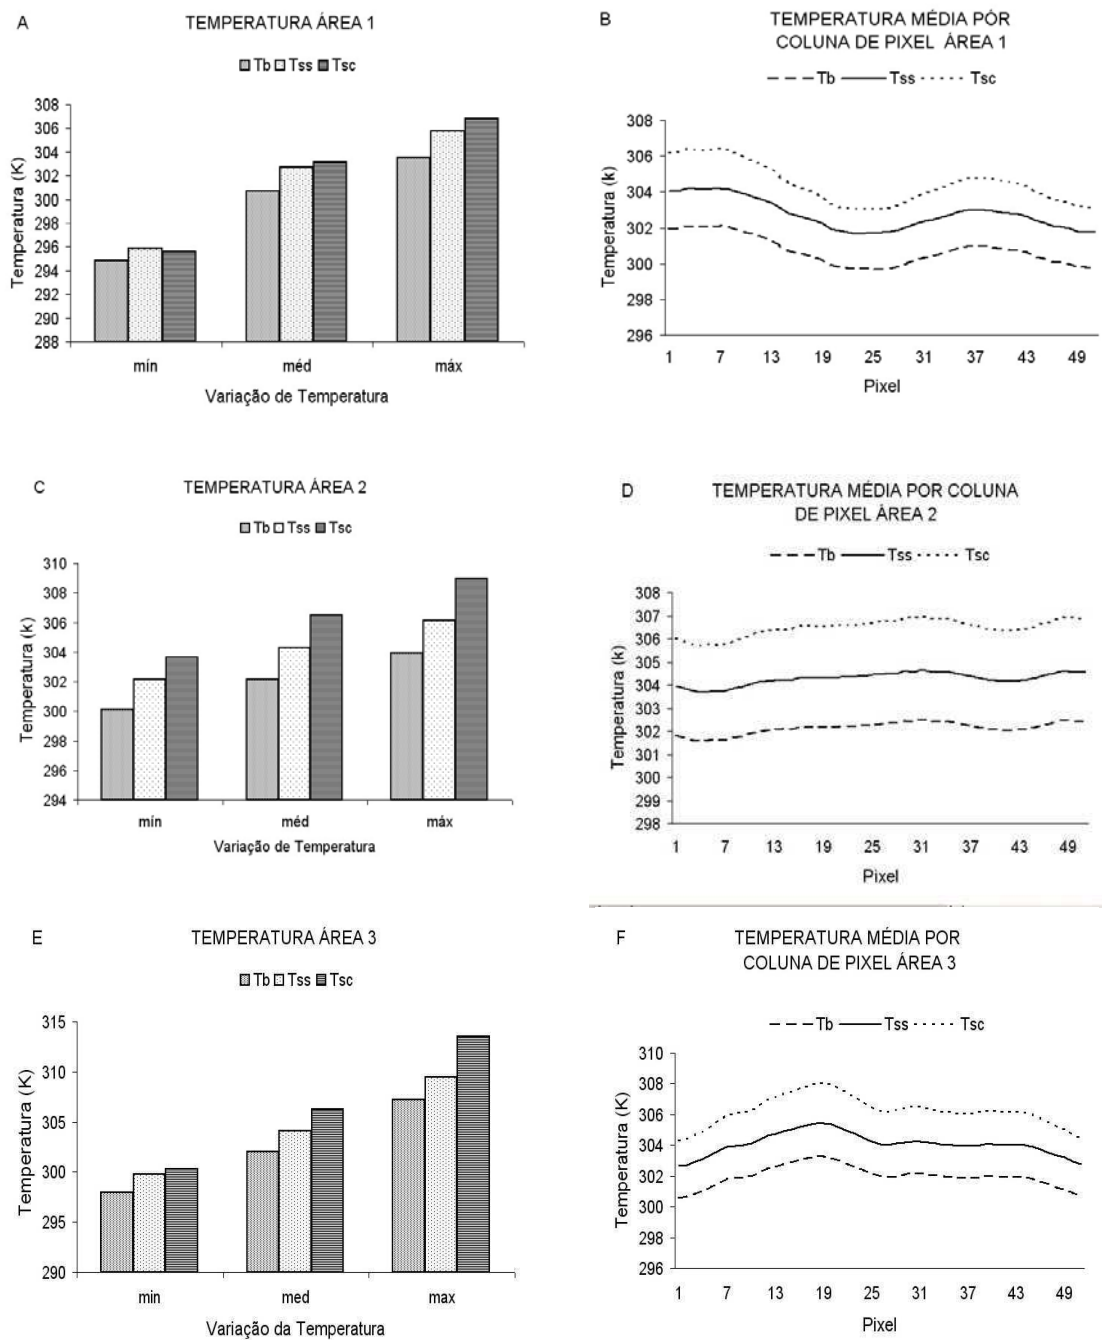 A
TEMPERATURA ÁREA 1
Tb Tss Tsc
Temperatura (K)
308
306
304
302
300
298
296
294
292
290
288
mín méd máx
Variação de Temperatura
B
TEMPERATURA MÉDIA PÓR
COLUNA DE PIXEL ÁREA 1
Tb Tss Tsc
Temperatura (k)
308
306
304
302
300
298
296
1 7 13 19 25 31 37 43 49
Pixel
C
TEMPERATURA ÁREA 2
Tb Tss Tsc
Temperatura (k)
310
308
306
304
302
300
298
296
294
mín méd máx
Variação de Temperatura
D
TEMPERATURA MÉDIA POR COLUNA
DE PIXEL ÁREA 2
Tb Tss Tsc
Temperatura (k)
308
307
306
305
304
303
302
301
300
299
298
1 7 13 19 25 31 37 43 49
Pixel
E
TEMPERATURA ÁREA 3
Tb Tss Tsc
Temperatura (K)
315
310
305
300
295
290
min med max
Variação da Temperatura
F
TEMPERATURA MÉDIA POR
COLUNA DE PIXEL ÁREA 3
Tb Tss Tsc
Temperatura (K)
310
308
306
304
302
300
298
296
1 7 13 19 25 31 37 43 49
Pixel